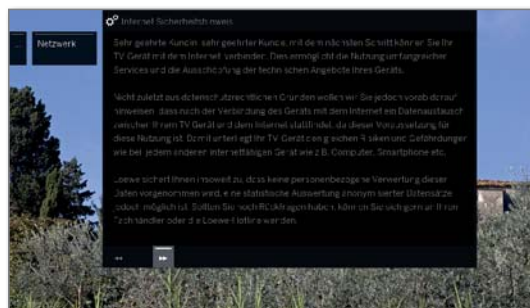 Internet Sicherheitshinweis
... Netzwerk
Sehr geehrte Kundin, sehr geehrter Kunde, mit dem nächsten Schritt können Sie Ihr
TV Gerät mit dem Internet verbinden. Dies ermöglicht die Nutzung umfangreicher
Services und die Ausschöpfung der technischen Angebote Ihres Geräts.
Nicht zuletzt aus datenschutzrechtlichen Gründen wollen wir Sie jedoch vorab darauf
hinweisen, dass nach der Verbindung des Geräts mit dem Internet ein Datenaustausch
zwischen Ihrem TV Gerät und dem Internet stattfindet, da dieser Voraussetzung für
diese Nutzung ist. Damit unterliegt Ihr TV Gerät den gleichen Risiken und Gefährdungen
wie bei jedem anderen internetfähigen Gerät wie z.B. Computer, Smartphone etc.
Loewe sichert Ihnen insoweit zu, dass keine personenbezogene Verwertung dieser
Daten vorgenommen wird, eine statistische Auswertung anonymisierter Datensätze
jedoch möglich ist. Sollten Sie noch Rückfragen haben, können Sie sich gern an Ihren
Fachhändler oder die Loewe-Hotline wenden.